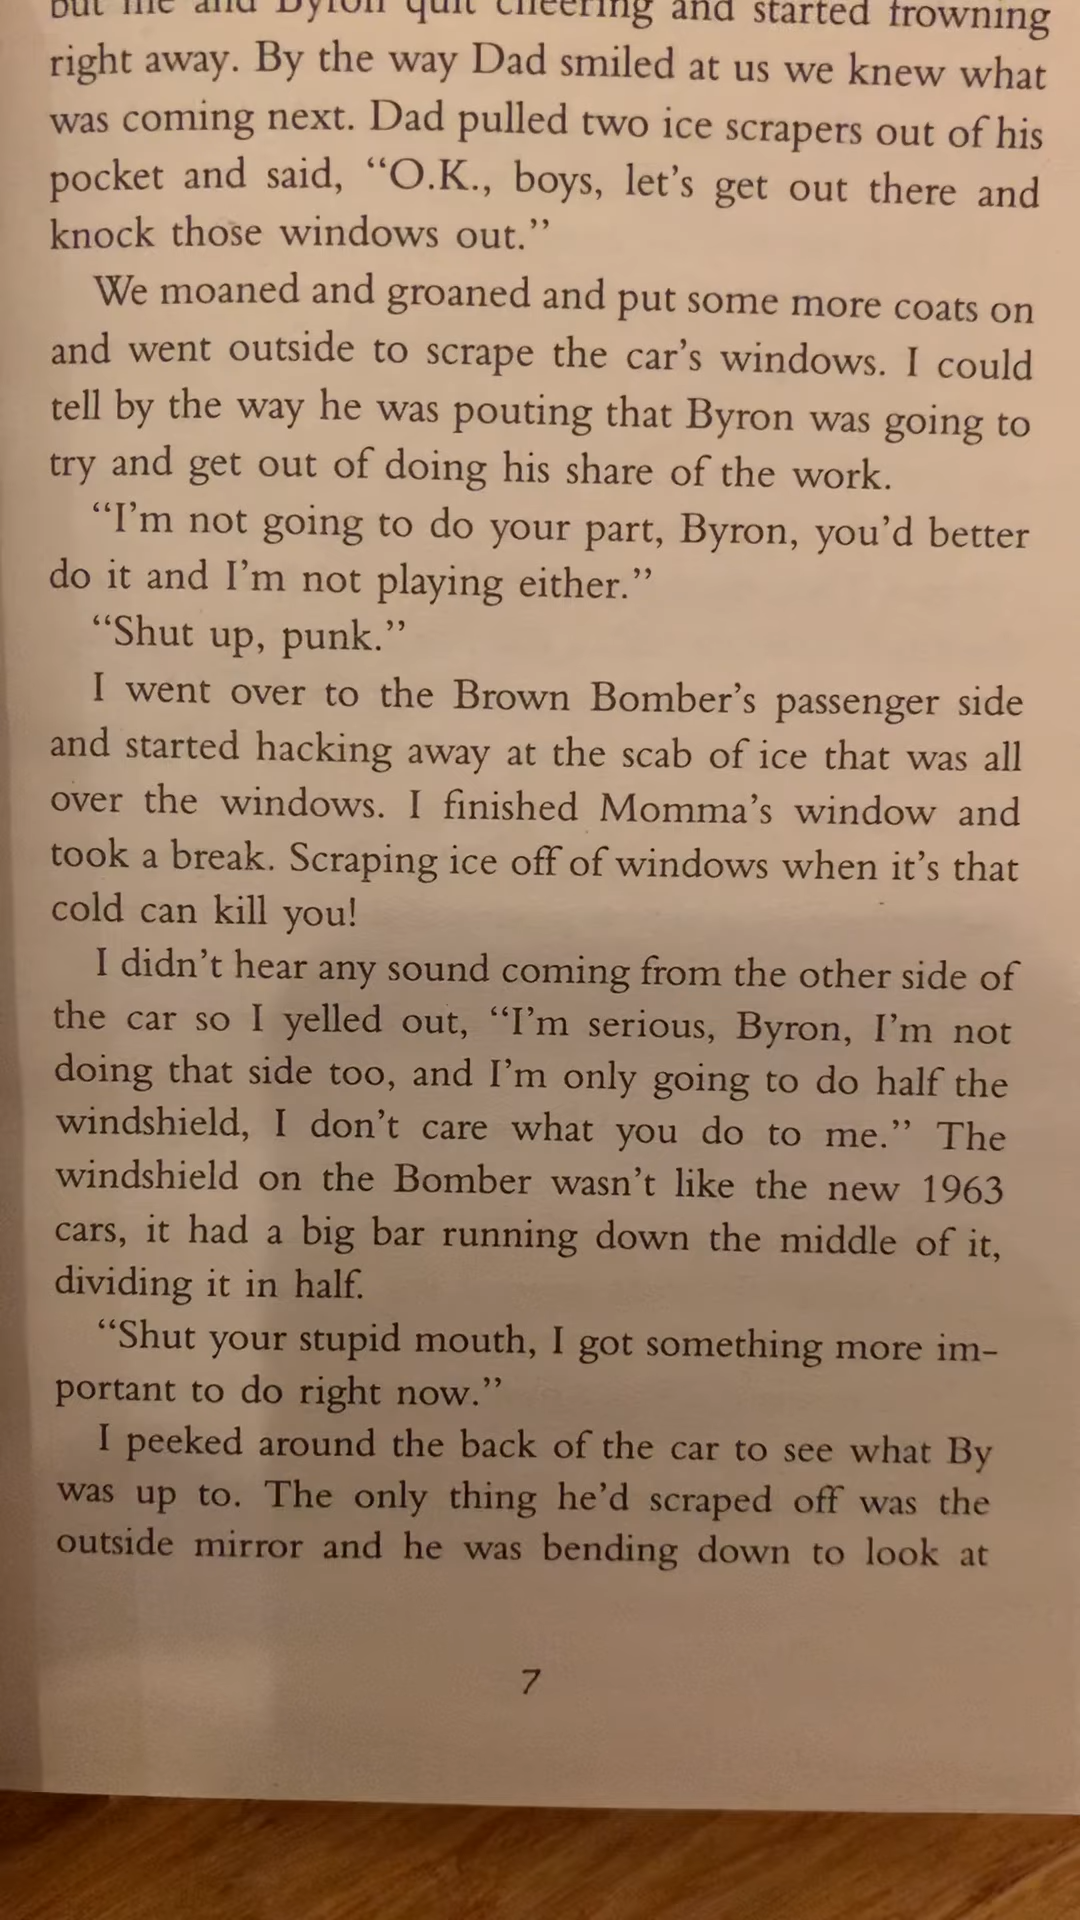 but me and Byron quit cheering and started frowning
right away. By the way Dad smiled at us we knew what
was coming next. Dad pulled two ice scrapers out of his
pocket and said, “O.K., boys, let’s get out there and
knock those windows out.”
We moaned and groaned and put some more coats on
and went outside to scrape the car’s windows. I could
tell by the way he was pouting that Byron was going to
try and get out of doing his share of the work.
“I’m not going to do your part, Byron, you’d better
do it and I’m not playing either.”
“Shut up, punk.”
I went over to the Brown Bomber’s passenger side
and started hacking away at the scab of ice that was all
over the windows. I finished Momma’s window and
took a break. Scraping ice off of windows when it’s that
cold can kill you!
I didn’t hear any sound coming from the other side of
the car so I yelled out, “I’m serious, Byron, I’m not
doing that side too, and I’m only going to do half the
windshield, I don’t care what you do to me.” The
windshield on the Bomber wasn’t like the new 1963
cars, it had a big bar running down the middle of it,
dividing it in half.
“Shut your stupid mouth, I got something more im-
portant to do right now.”
I peeked around the back of the car to see what By
was up to. The only thing he’d scraped off was the
outside mirror and he was bending down to look at
7